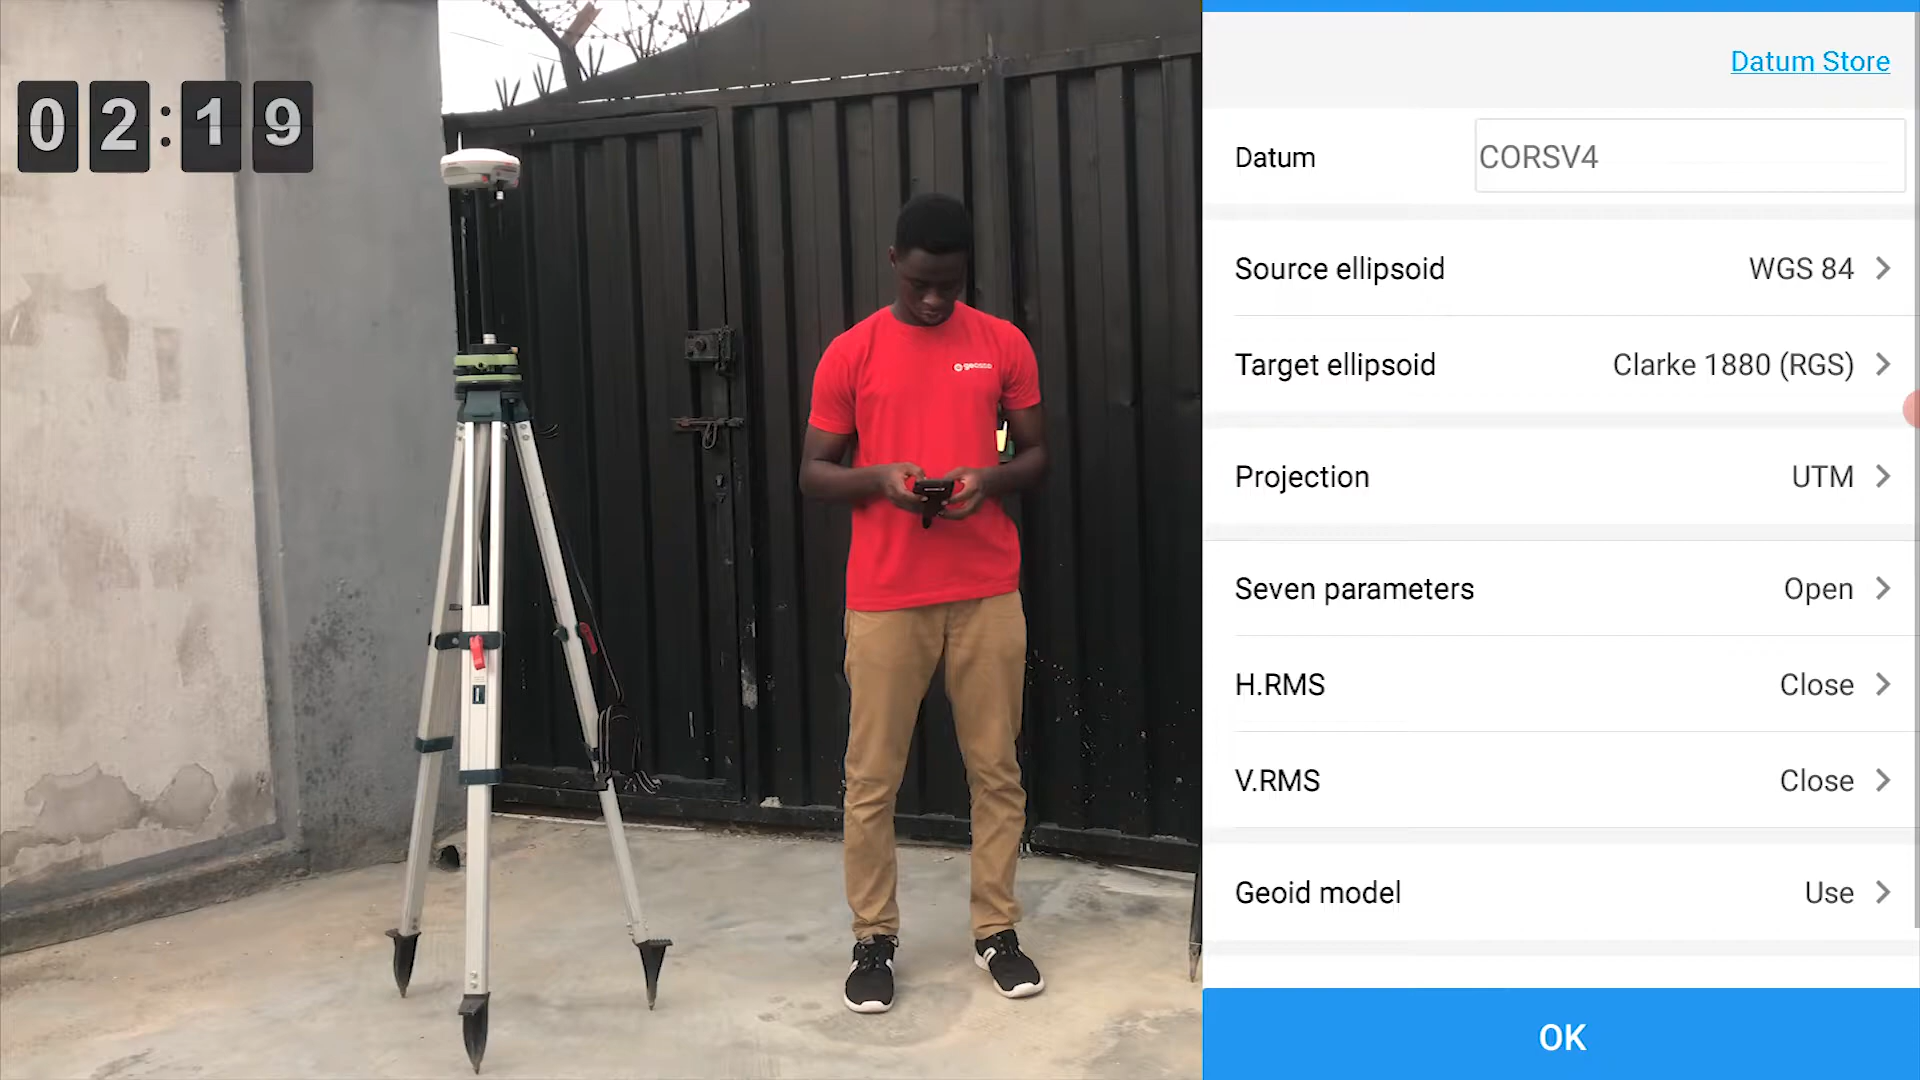 02:19
Datum Store
Datum CORSV4
Source ellipsoid WGS 84
Target ellipsoid Clarke 1880 (RGS)
Projection UTM
Seven parameters Open
H.RMS Close
V.RMS Close
Geoid model Use
OK